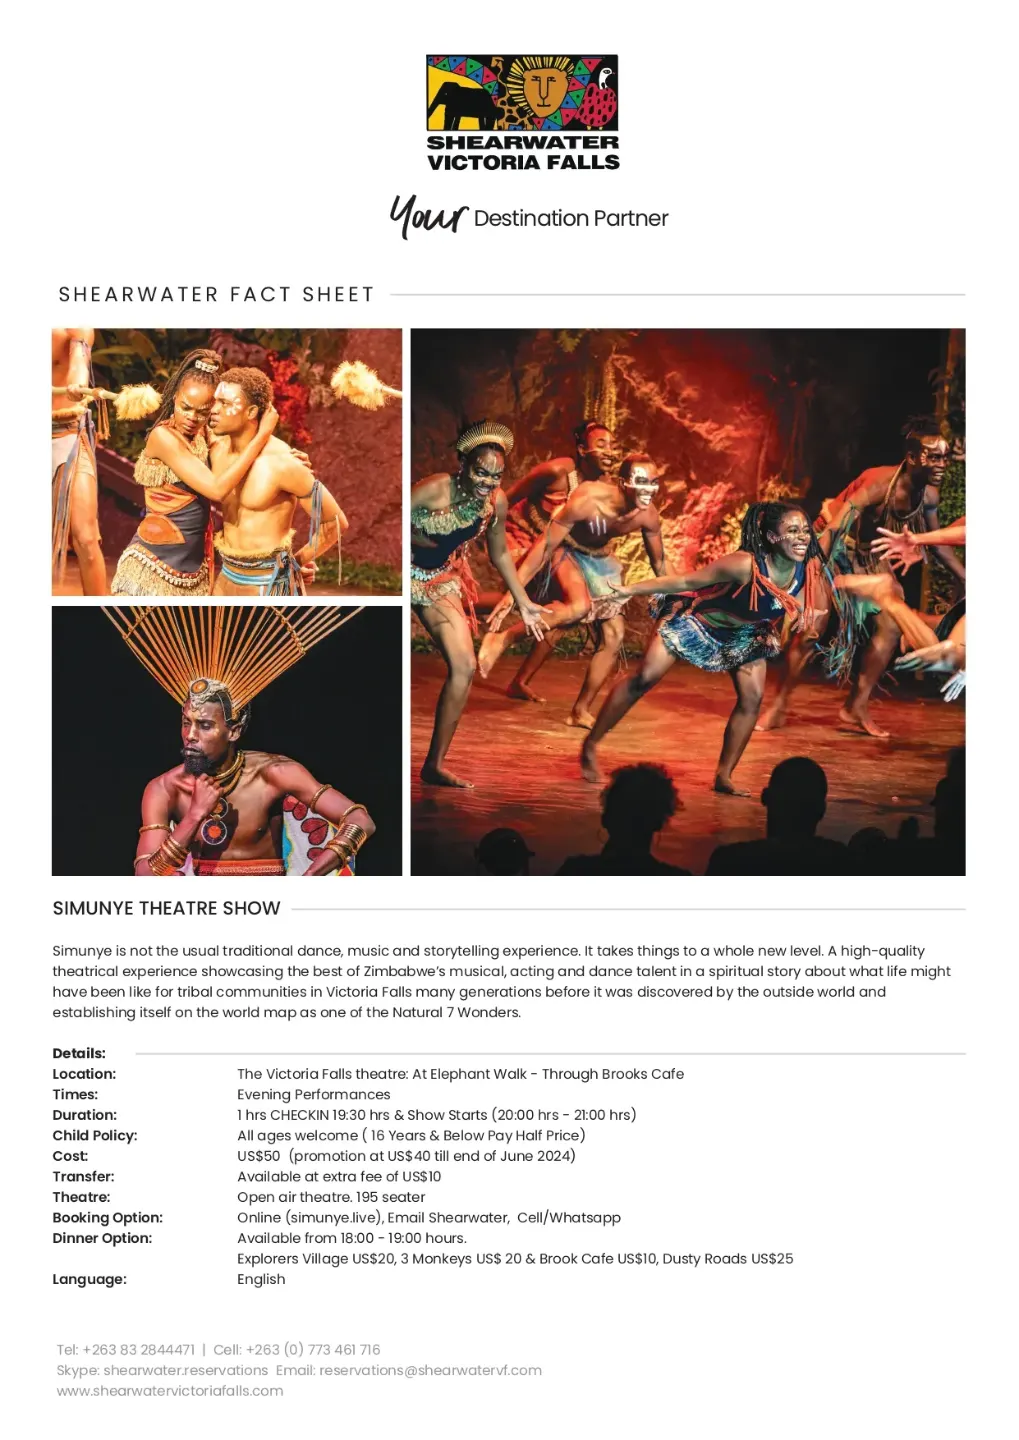 SHEARWATER
VICTORIA FALLS
Your Destination Partner
SHEARWATER FACT SHEET
SIMUNYE THEATRE SHOW
Simunye is not the usual traditional dance, music and storytelling experience. It takes things to a whole new level. A high-quality
theatrical experience showcasing the best of Zimbabwe's musical, acting and dance talent in a spiritual story about what life might
have been like for tribal communities in Victoria Falls many generations before it was discovered by the outside world and
establishing itself on the world map as one of the Natural 7 Wonders.
Details:
Location: The Victoria Falls theatre: At Elephant Walk - Through Brooks Cafe
Times: Evening Performances
Duration: 1 hrs CHECKIN 19:30 hrs & Show Starts (20:00 hrs - 21:00 hrs)
Child Policy: All ages welcome ( 16 Years & Below Pay Half Price)
Cost: US$50 (promotion at US$40 till end of June 2024)
Transfer: Available at extra fee of US$10
Theatre: Open air theatre. 195 seater
Booking Option: Online (simunye.live), Email Shearwater, Cell/Whatsapp
Dinner Option: Available from 18:00 - 19:00 hours.
Explorers Village US$20, 3 Monkeys US$ 20 & Brook Cafe US$10, Dusty Roads US$25
Language: English
Tel: +263 83 2844471 | Cell: +263 (0) 773 461 716
Skype: shearwater.reservations Email: reservations@shearwatervf.com
www.shearwatervictoriafalls.com